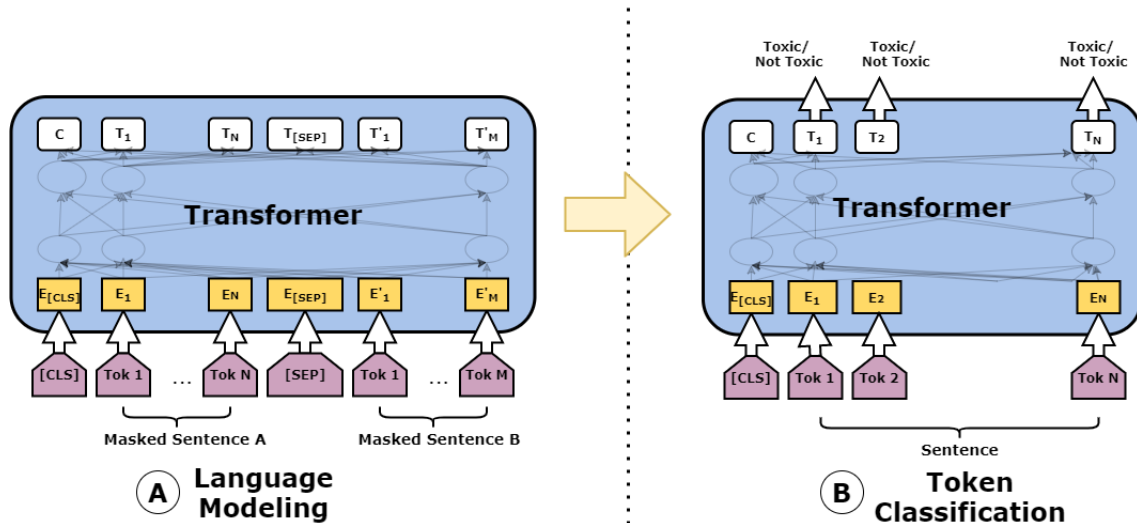 Toxic/
Not Toxic
Toxic/
Not Toxic
Toxic/
Not Toxic
C
T1
TN
T[SEP]
T'1
T'M
Transformer
E[CLS]
E1
EN
E[SEP]
E'1
E'M
[CLS]
Tok 1
...
Tok N
[SEP]
Tok 1
...
Tok M
Masked Sentence A
Masked Sentence B
A
Language
Modeling
C
T1
T2
TN
Transformer
E[CLS]
E1
E2
EN
[CLS]
Tok 1
Tok 2
Tok N
Sentence
B
Token
Classification